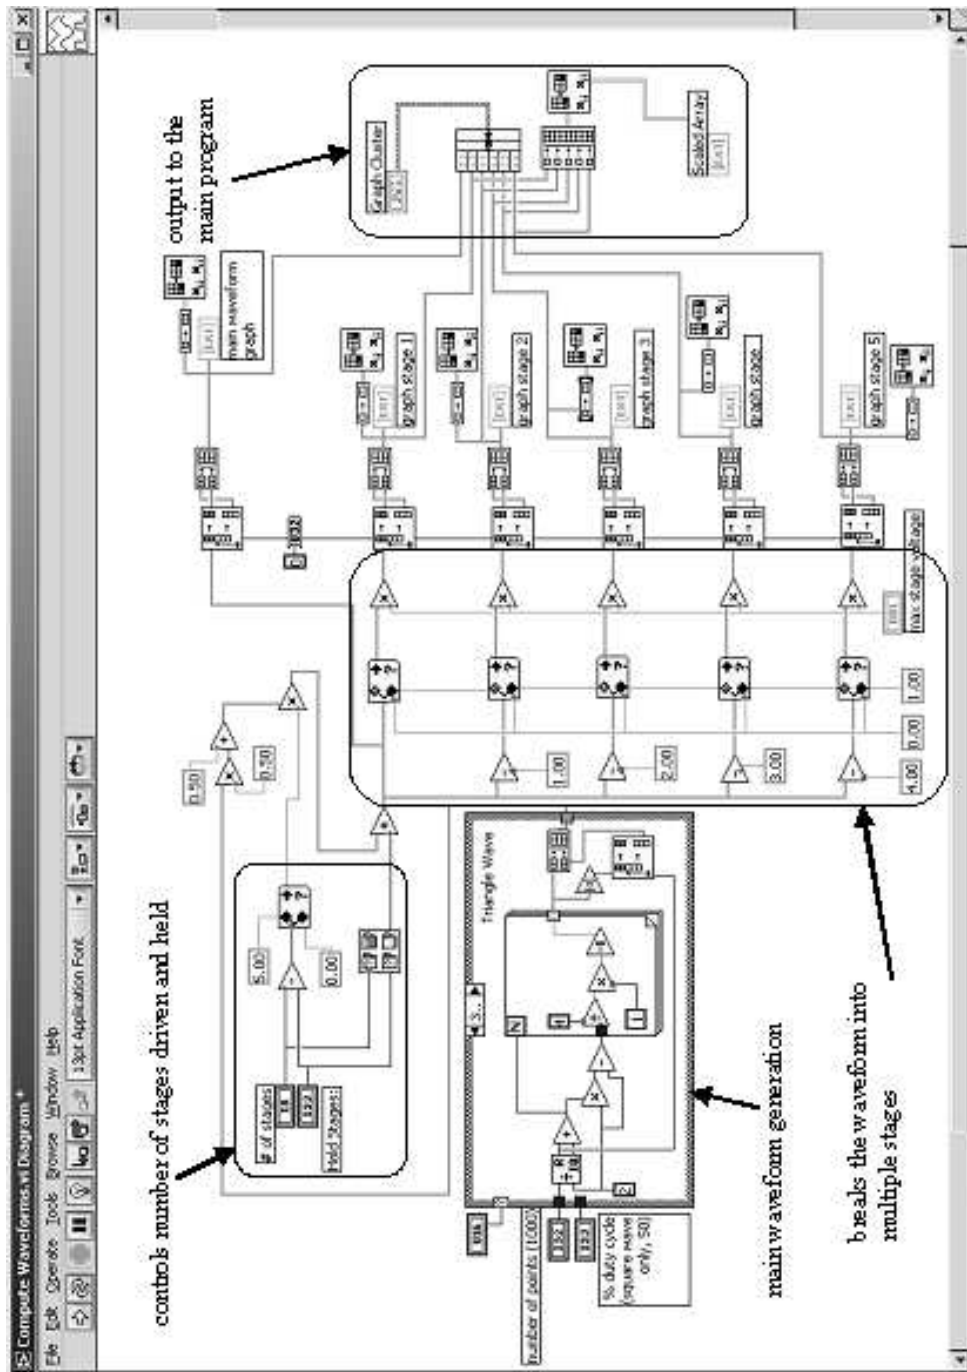 Compute Waveforms.vi Diagram *
File Edit Operate Tools Browse Window Help
13pt Application Font
controls number of stages driven and held
# of stages
Hold Stages:
5.00
0.00
0.50
0.50
output to the
main program
main waveform
graph
Graph Cluster
Scaled Array
graph stage 1
graph stage 2
graph stage 3
graph stage
graph stage 5
max stage voltage
1.00
2.00
3.00
4.00
0.00
1.00
Triangle Wave
3..
N
i
2
number of points (1000)
% duty cycle
(square wave
only, 50)
main waveform generation
breaks the waveform into
multiple stages